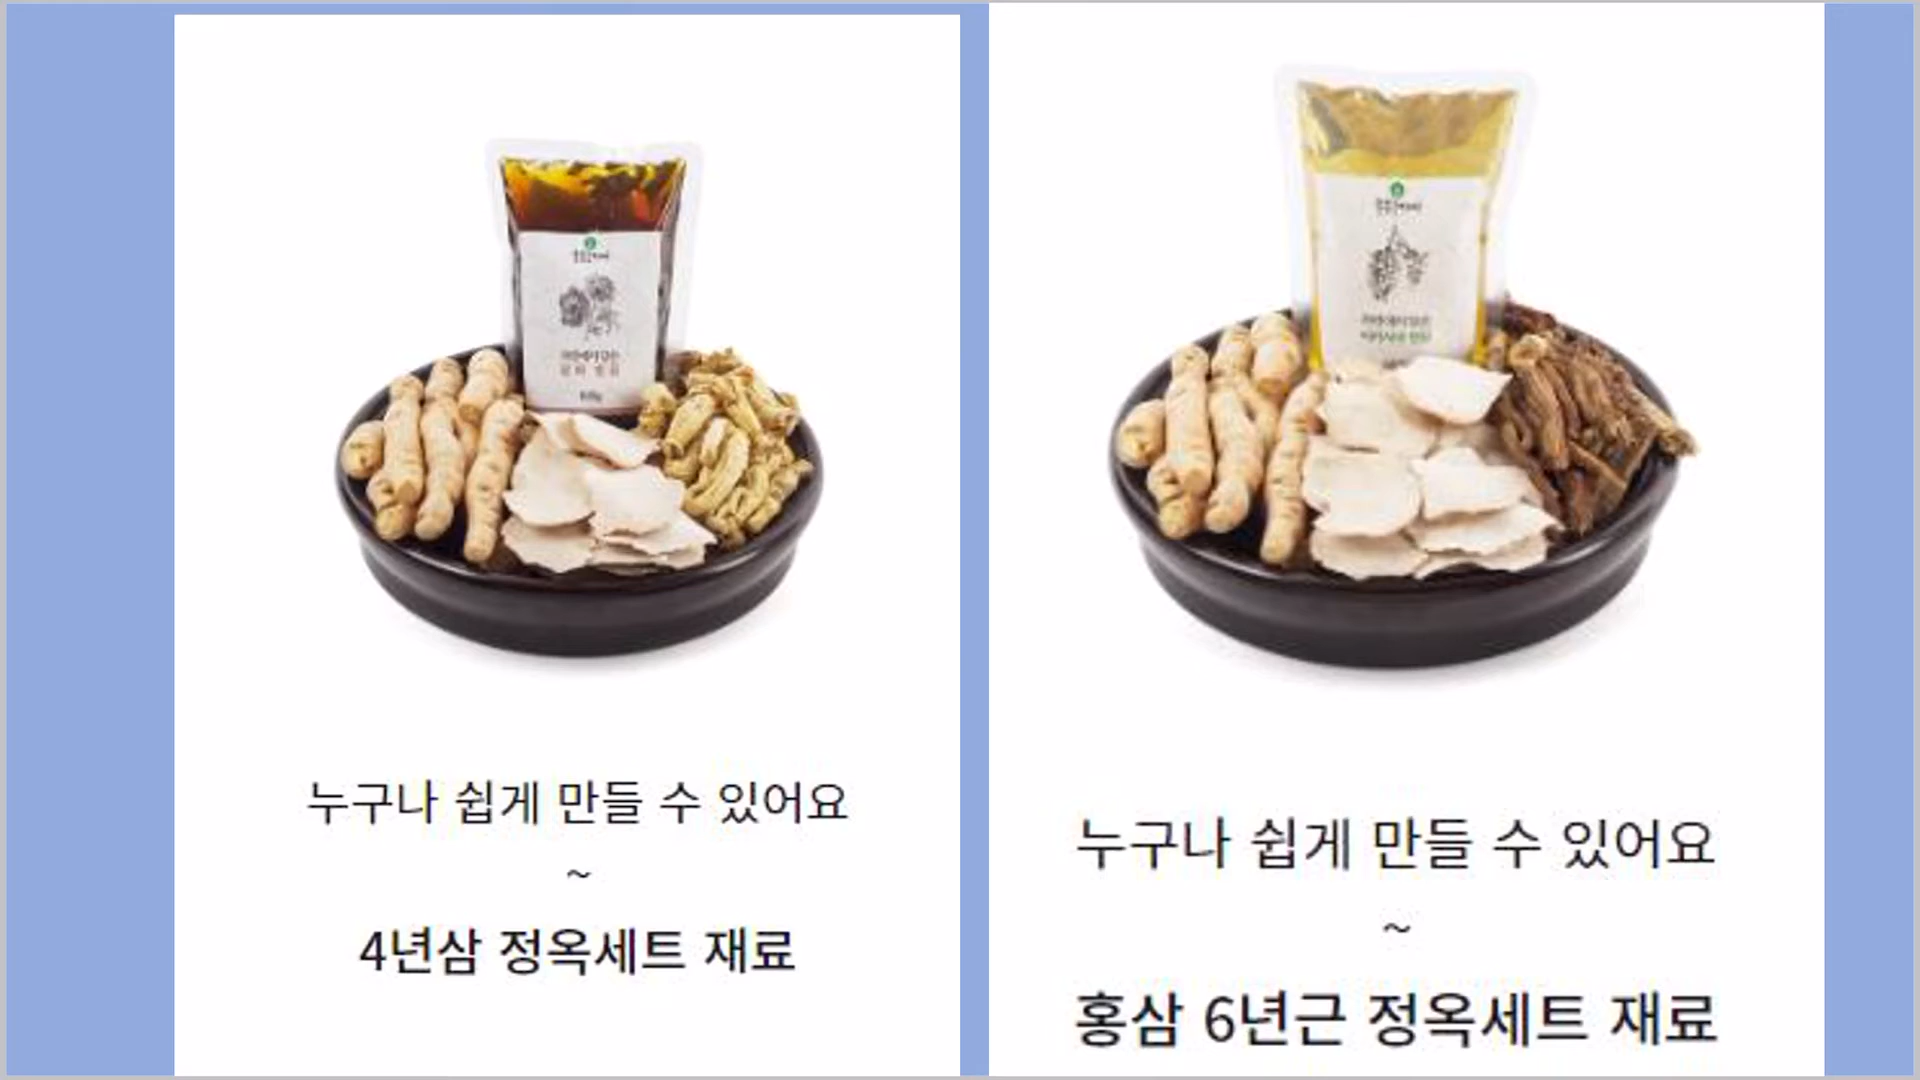 누구나 쉽게 만들 수 있어요
~
4년삼 정옥세트 재료
누구나 쉽게 만들 수 있어요
~
홍삼 6년근 정옥세트 재료